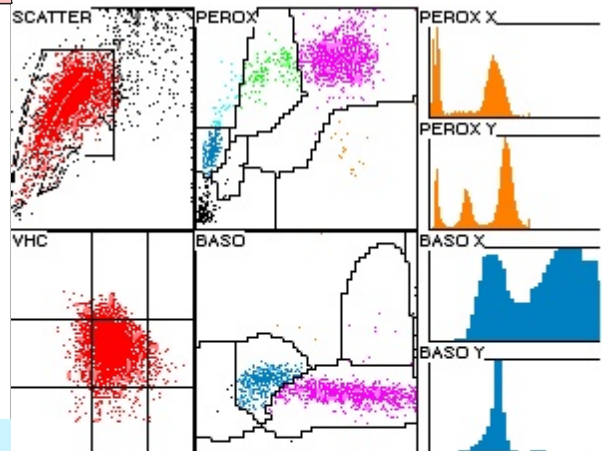 SCATTER
PEROX
PEROX X
PEROX Y
VHC
BASO
BASO X
BASO Y